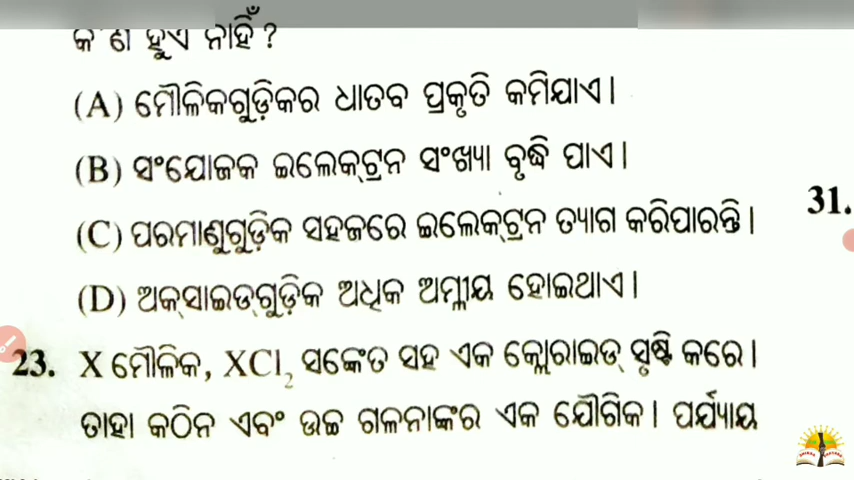 କ'ଣ ହୁଏ ନାହିଁ ?
(A) ମୌଳିକଗୁଡ଼ିକର ଧାତବ ପ୍ରକୃତି କମିଯାଏ।
(B) ସଂଯୋଜକ ଇଲେକ୍‌ଟ୍ରନ ସଂଖ୍ୟା ବୃଦ୍ଧି ପାଏ।
31.
(C) ପରମାଣୁଗୁଡ଼ିକ ସହଜରେ ଇଲେକ୍‌ଟ୍ରନ ତ୍ୟାଗ କରିପାରନ୍ତି।
(D) ଅକ୍‌ସାଇଡ୍‌ଗୁଡ଼ିକ ଅଧିକ ଅମ୍ଳୀୟ ହୋଇଥାଏ।
23. X ମୌଳିକ, XCl₂ ସଙ୍କେତ ସହ ଏକ କ୍ଲୋରାଇଡ୍ ସୃଷ୍ଟି କରେ।
ତାହା କଠିନ ଏବଂ ଉଚ୍ଚ ଗଳନାଙ୍କର ଏକ ଯୌଗିକ। ପର୍ଯ୍ୟାୟ